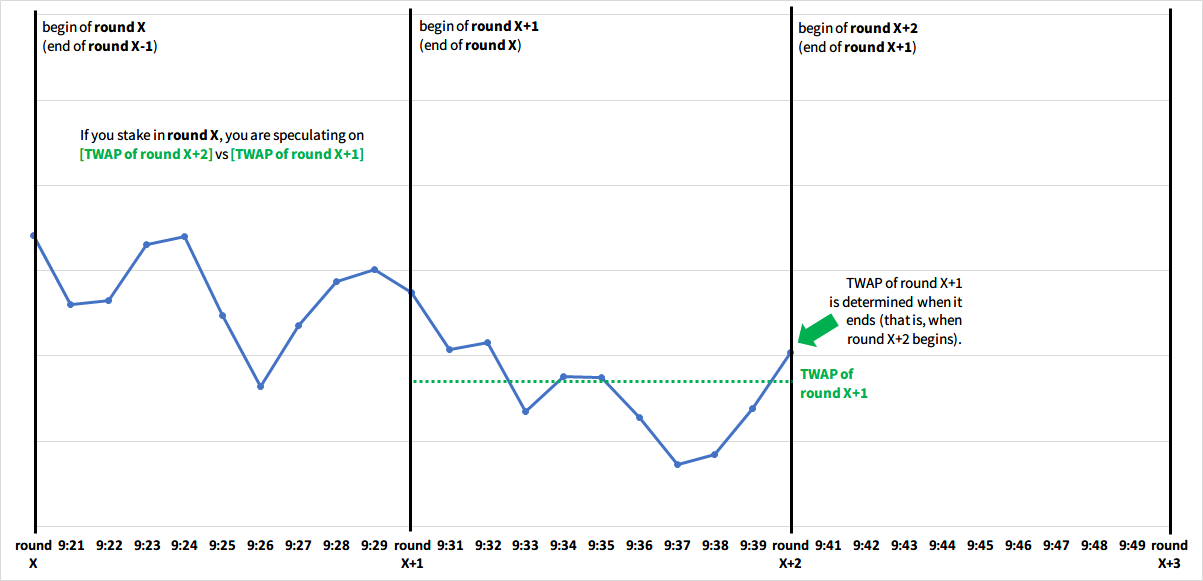 begin of round X
(end of round X-1)
begin of round X+1
(end of round X)
begin of round X+2
(end of round X+1)
If you stake in round X, you are speculating on
[TWAP of round X+2] vs [TWAP of round X+1]
TWAP of round X+1
is determined when it
ends (that is, when
round X+2 begins).
TWAP of
round X+1
round 9:21 9:22 9:23 9:24 9:25 9:26 9:27 9:28 9:29 round 9:31 9:32 9:33 9:34 9:35 9:36 9:37 9:38 9:39 round 9:41 9:42 9:43 9:44 9:45 9:46 9:47 9:48 9:49 round
X X+1 X+2 X+3